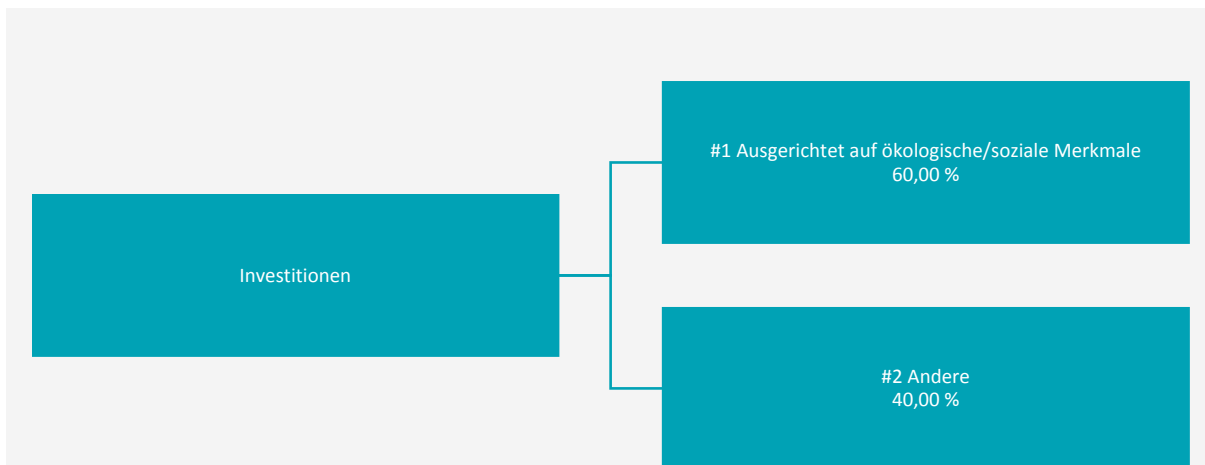 #1 Ausgerichtet auf ökologische/soziale Merkmale
60,00 %
Investitionen
#2 Andere
40,00 %